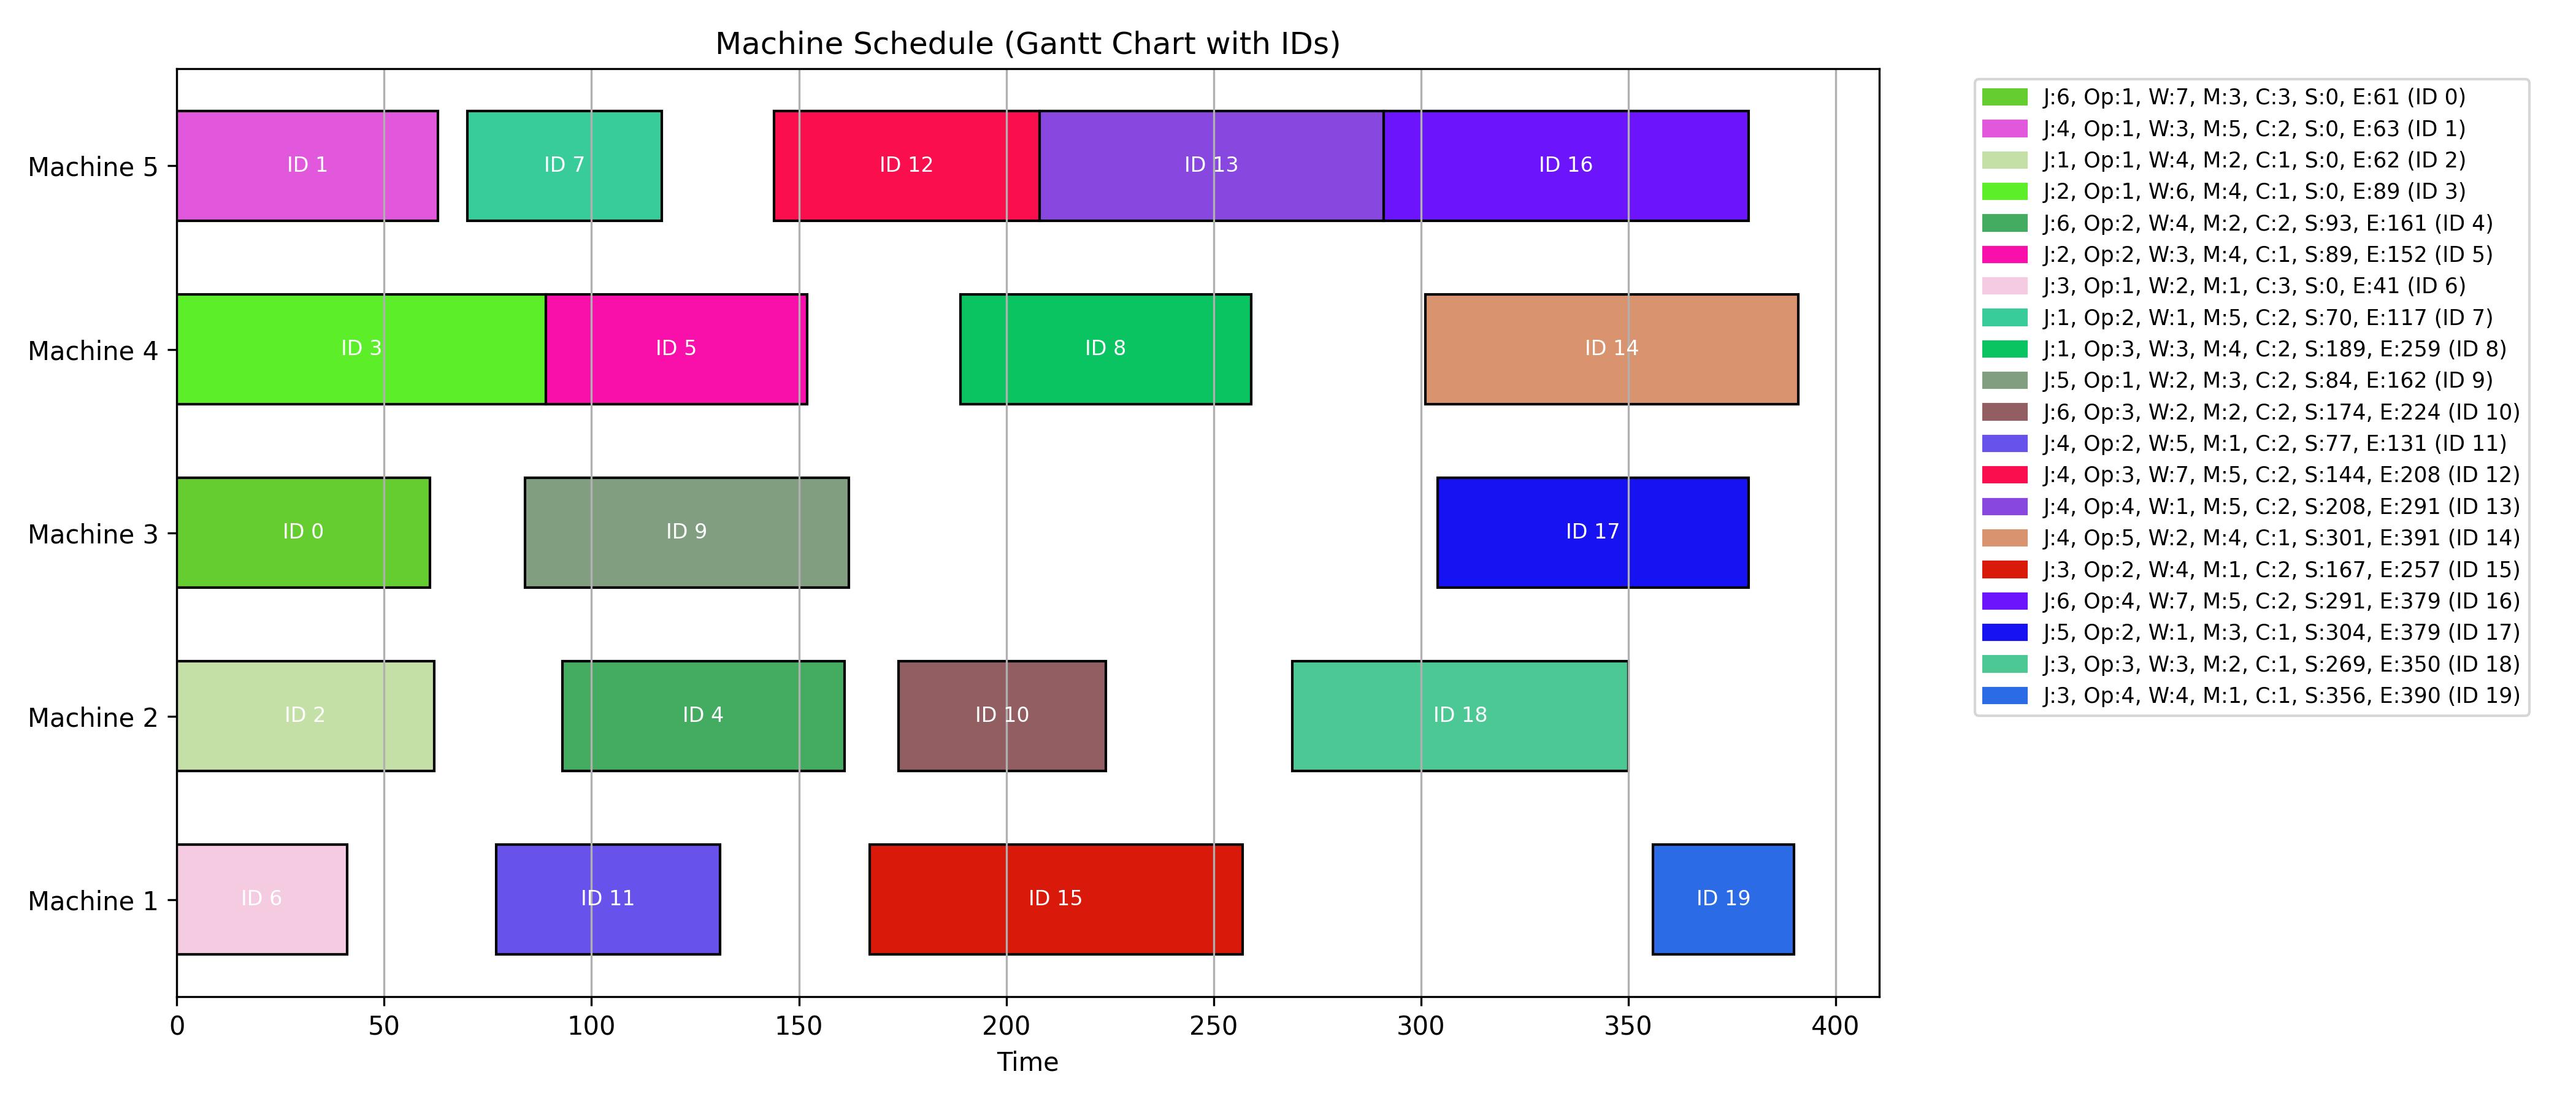 Machine Schedule (Gantt Chart with IDs)
Machine 5
ID 1
ID 7
ID 12
ID 13
ID 16
Machine 4
ID 3
ID 5
ID 8
ID 14
Machine 3
ID 0
ID 9
ID 17
Machine 2
ID 2
ID 4
ID 10
ID 18
Machine 1
ID 6
ID 11
ID 15
ID 19
0 50 100 150 200 250 300 350 400
Time
J:6, Op:1, W:7, M:3, C:3, S:0, E:61 (ID 0)
J:4, Op:1, W:3, M:5, C:2, S:0, E:63 (ID 1)
J:1, Op:1, W:4, M:2, C:1, S:0, E:62 (ID 2)
J:2, Op:1, W:6, M:4, C:1, S:0, E:89 (ID 3)
J:6, Op:2, W:4, M:2, C:2, S:93, E:161 (ID 4)
J:2, Op:2, W:3, M:4, C:1, S:89, E:152 (ID 5)
J:3, Op:1, W:2, M:1, C:3, S:0, E:41 (ID 6)
J:1, Op:2, W:1, M:5, C:2, S:70, E:117 (ID 7)
J:1, Op:3, W:3, M:4, C:2, S:189, E:259 (ID 8)
J:5, Op:1, W:2, M:3, C:2, S:84, E:162 (ID 9)
J:6, Op:3, W:2, M:2, C:2, S:174, E:224 (ID 10)
J:4, Op:2, W:5, M:1, C:2, S:77, E:131 (ID 11)
J:4, Op:3, W:7, M:5, C:2, S:144, E:208 (ID 12)
J:4, Op:4, W:1, M:5, C:2, S:208, E:291 (ID 13)
J:4, Op:5, W:2, M:4, C:1, S:301, E:391 (ID 14)
J:3, Op:2, W:4, M:1, C:2, S:167, E:257 (ID 15)
J:6, Op:4, W:7, M:5, C:2, S:291, E:379 (ID 16)
J:5, Op:2, W:1, M:3, C:1, S:304, E:379 (ID 17)
J:3, Op:3, W:3, M:2, C:1, S:269, E:350 (ID 18)
J:3, Op:4, W:4, M:1, C:1, S:356, E:390 (ID 19)